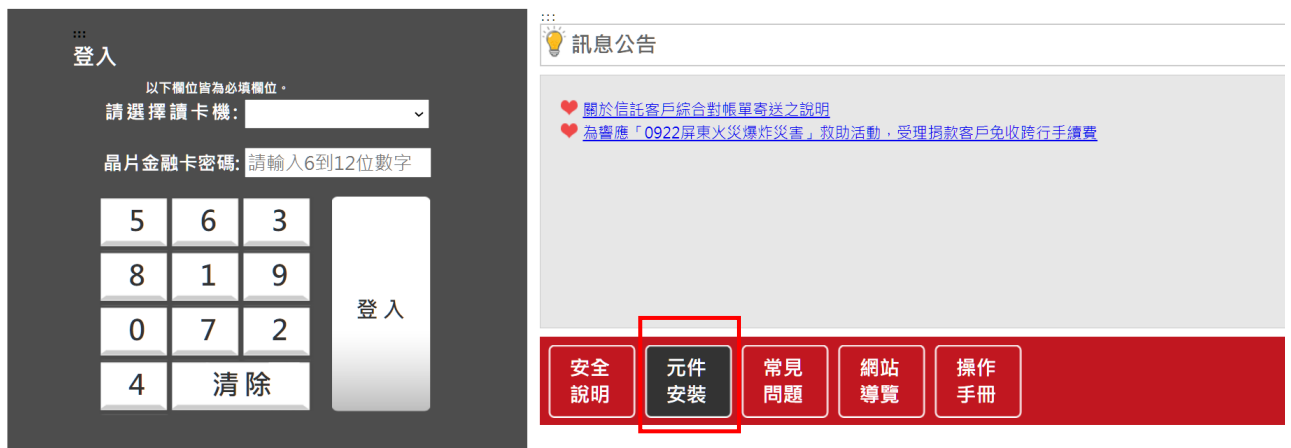 :::
登入
以下欄位皆為必填欄位。
請選擇讀卡機:
晶片金融卡密碼: 請輸入6到12位數字
5 6 3
8 1 9
0 7 2
4 清除
登入
:::
訊息公告
關於信託客戶綜合對帳單寄送之說明
為響應「0922屏東火災爆炸災害」救助活動，受理捐款客戶免收跨行手續費
安全
說明
元件
安裝
常見
問題
網站
導覽
操作
手冊